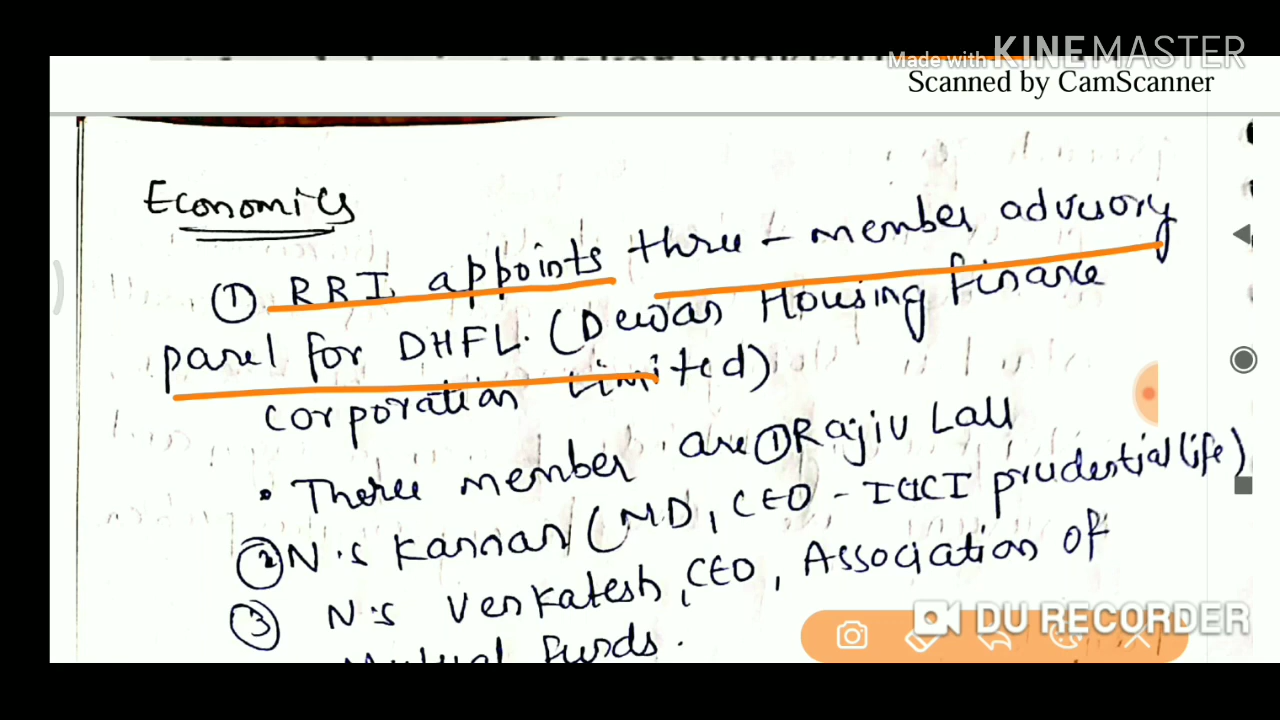 Made with KINEMASTER
Scanned by CamScanner
Economics
① RRI appoints three - member advisory
panel for DHFL. (Dewan Housing finance
corporation Limited)
• Three member are ① Rajiv Lall
② N.S Kannan (MD, CEO - ICICI prudential life)
③ N.S Venkatesh, CEO, Association of
Mutual funds.
DU RECORDER